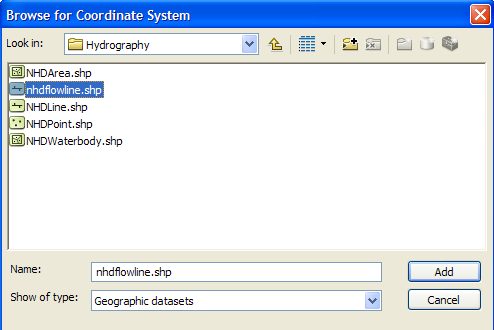 Browse for Coordinate System
Look in: Hydrography
NHDArea.shp
nhdflowline.shp
NHDLine.shp
NHDPoint.shp
NHDWaterbody.shp
Name: nhdflowline.shp Add
Show of type: Geographic datasets Cancel